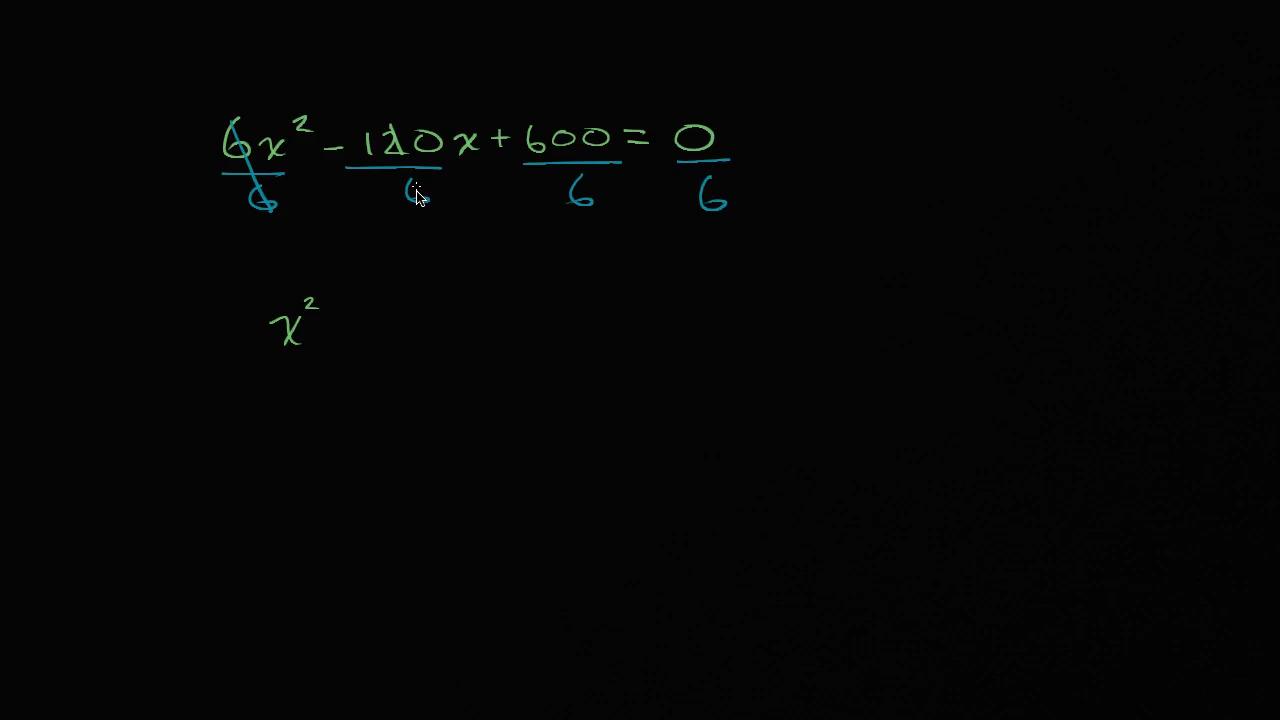 6x² - 120x + 600 = 0
6 6 6 6
x²